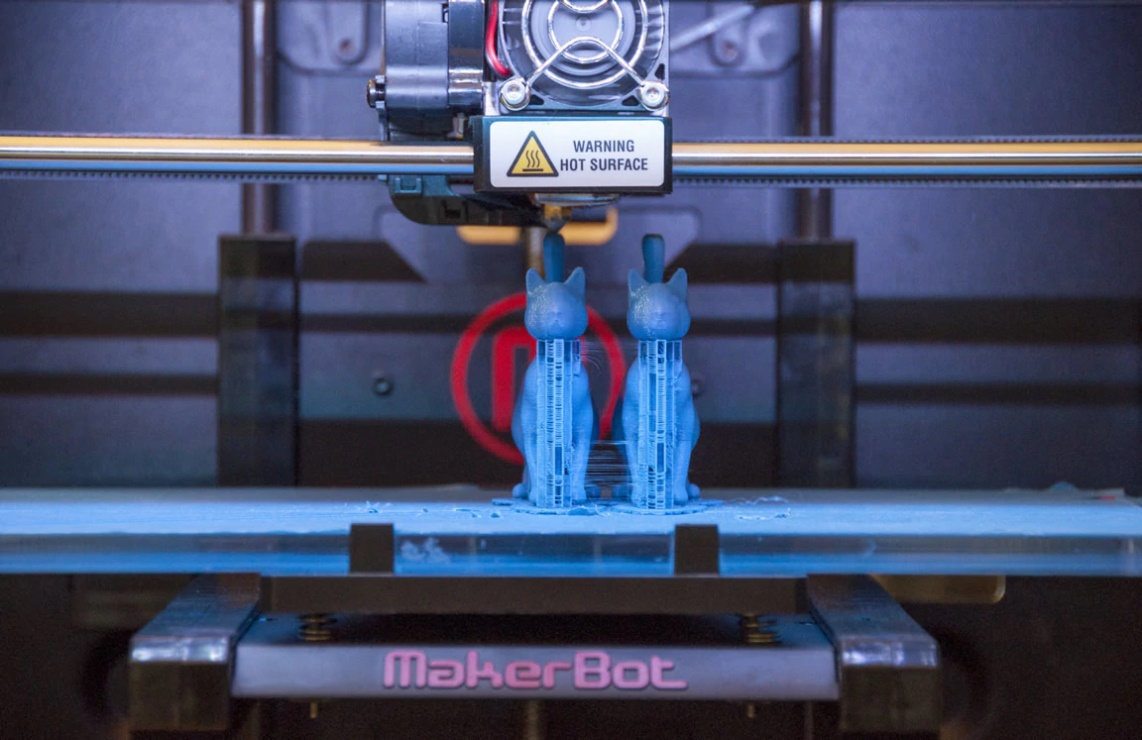 WARNING
HOT SURFACE
MakerBot